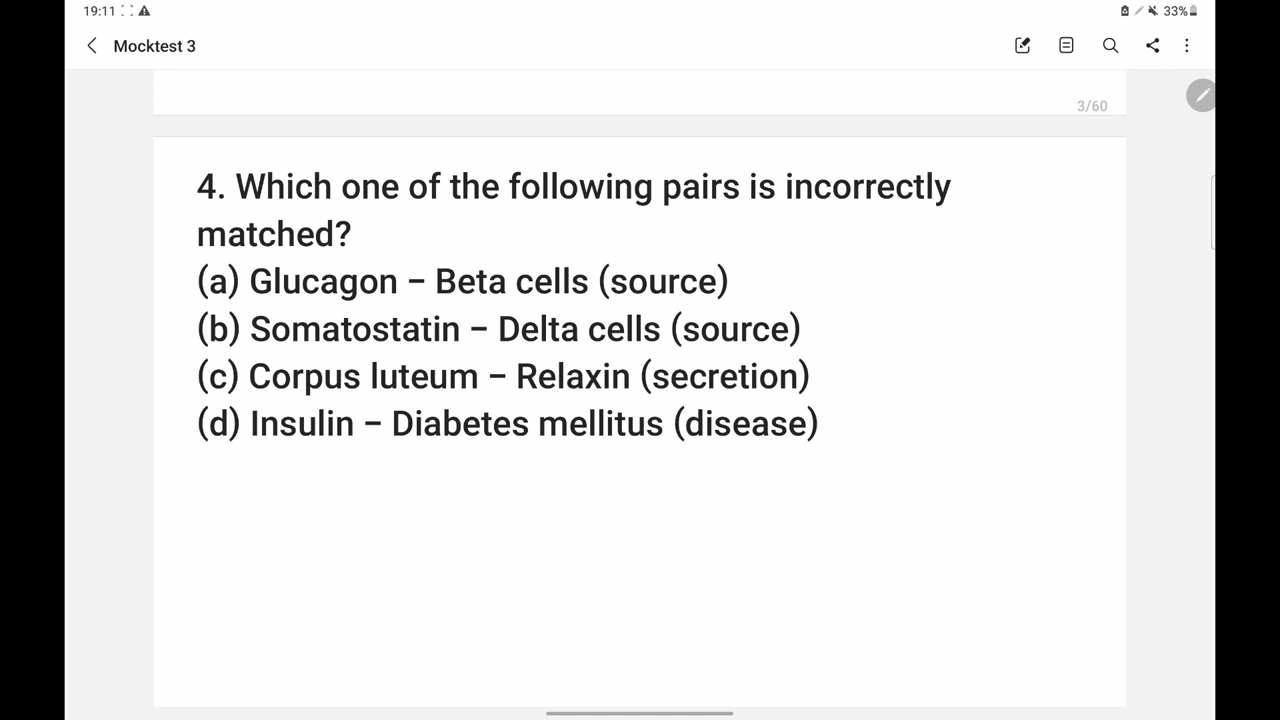 19:11
33%
Mocktest 3
3/60
4. Which one of the following pairs is incorrectly
matched?
(a) Glucagon – Beta cells (source)
(b) Somatostatin – Delta cells (source)
(c) Corpus luteum – Relaxin (secretion)
(d) Insulin – Diabetes mellitus (disease)